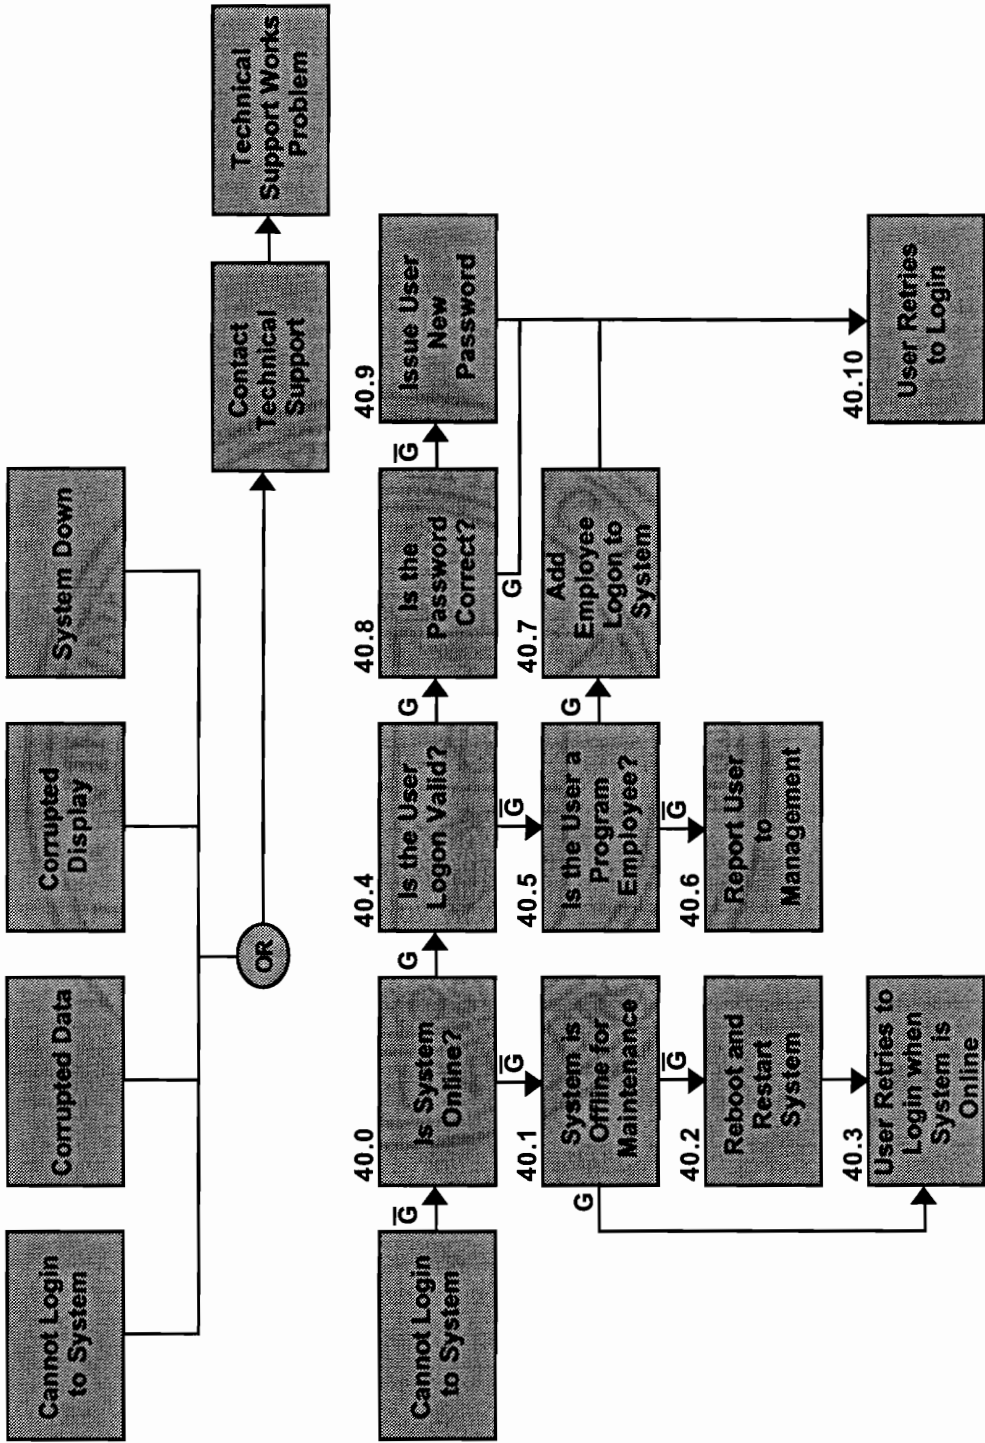 Cannot Login
to System
Corrupted Data
Corrupted
Display
System Down
OR
Contact
Technical
Support
Technical
Support Works
Problem
Cannot Login
to System
G̅
40.0
Is System
Online?
G
40.4
Is the User
Logon Valid?
G
40.8
Is the
Password
Correct?
G̅
40.9
Issue User
New
Password
G̅
40.1
System is
Offline for
Maintenance
G̅
40.5
Is the User a
Program
Employee?
G
40.7
Add
Employee
Logon to
System
G
G
G̅
40.2
Reboot and
Restart
System
G̅
40.6
Report User
to
Management
40.3
User Retries to
Login when
System is
Online
40.10
User Retries
to Login